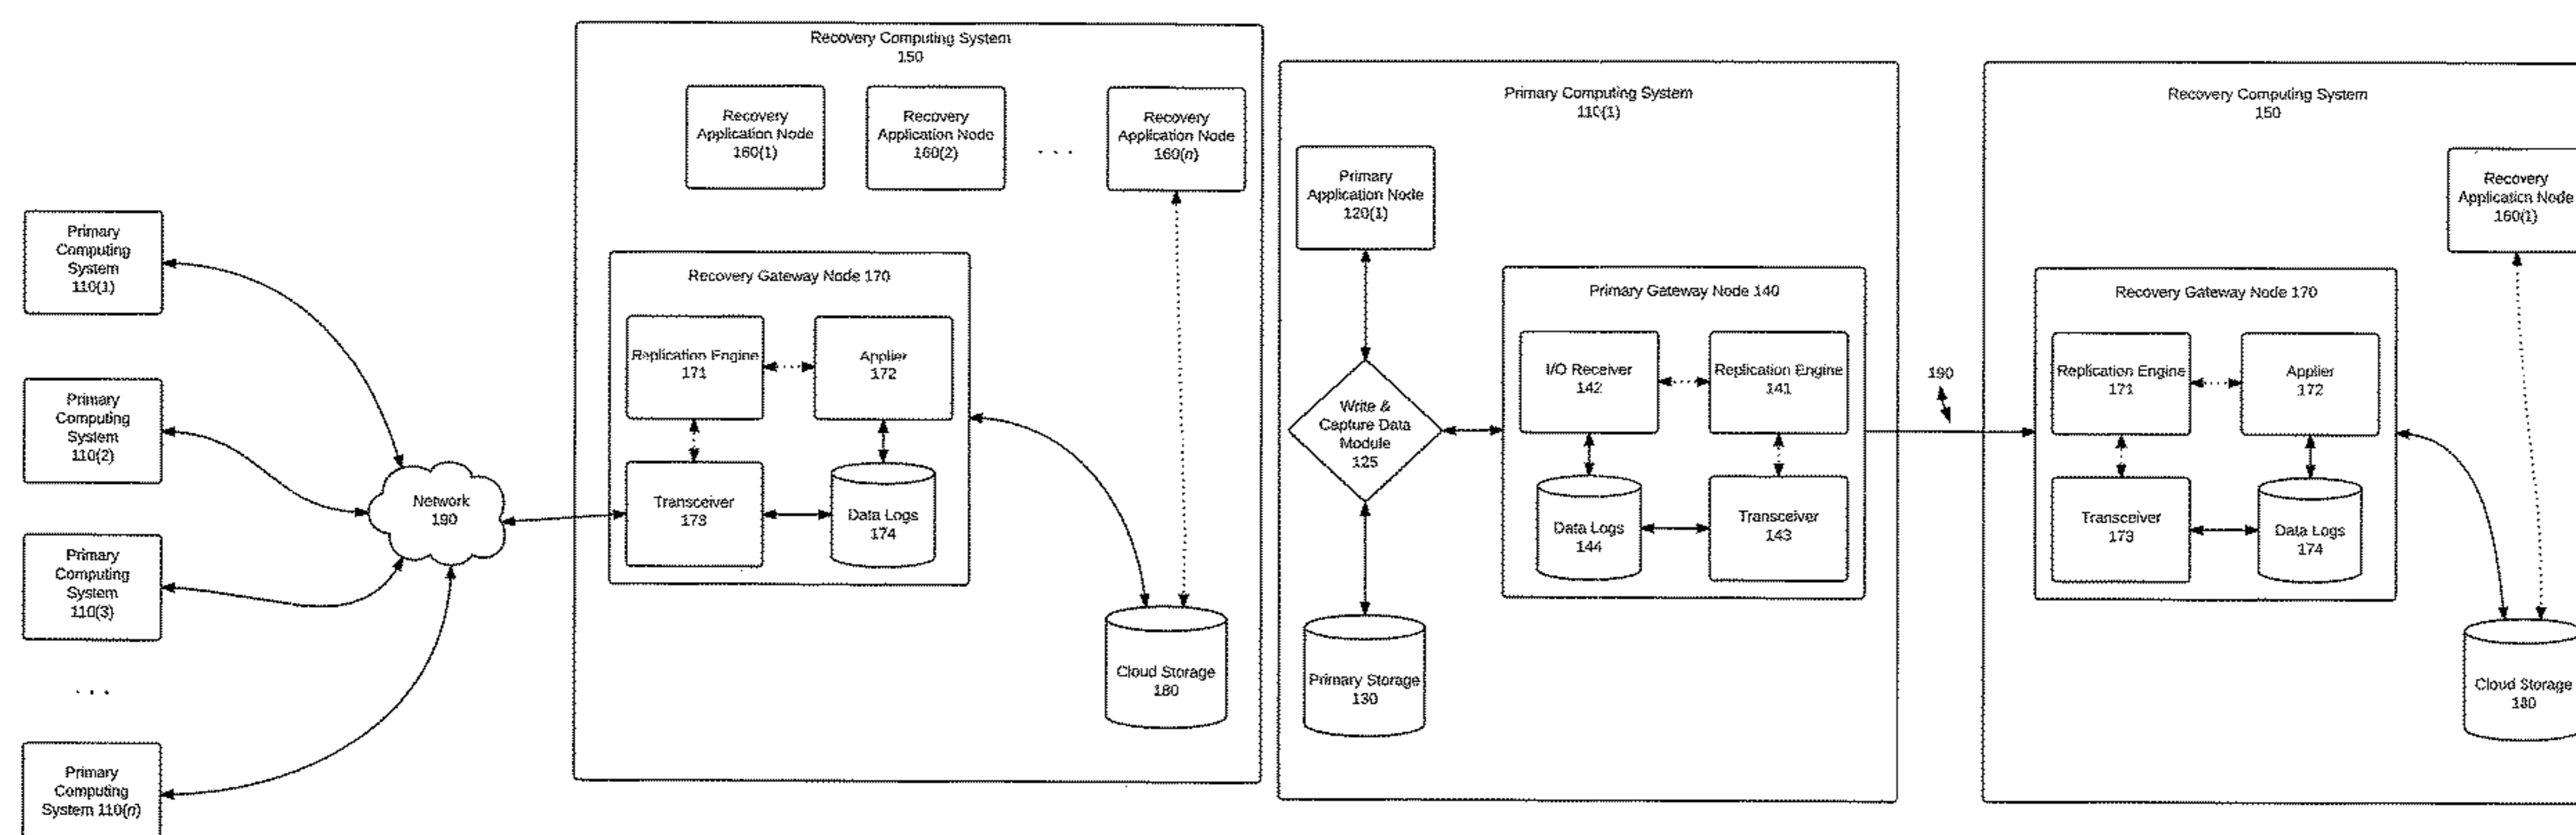 Primary
Computing
System
110(1)
Primary
Computing
System
110(2)
Primary
Computing
System
110(3)
. . .
Primary
Computing
System 110(n)
Network
190
Recovery Computing System
150
Recovery
Application Node
160(1)
Recovery
Application Node
160(2)
. . .
Recovery
Application Node
160(n)
Recovery Gateway Node 170
Replication Engine
171
Applier
172
Transceiver
173
Data Logs
174
Cloud Storage
180
Primary Computing System
110(1)
Primary
Application Node
120(1)
Write &
Capture Data
Module
125
Primary Storage
130
Primary Gateway Node 140
I/O Receiver
142
Replication Engine
141
Data Logs
144
Transceiver
143
190
Recovery Computing System
150
Recovery
Application Node
160(1)
Recovery Gateway Node 170
Replication Engine
171
Applier
172
Transceiver
173
Data Logs
174
Cloud Storage
180